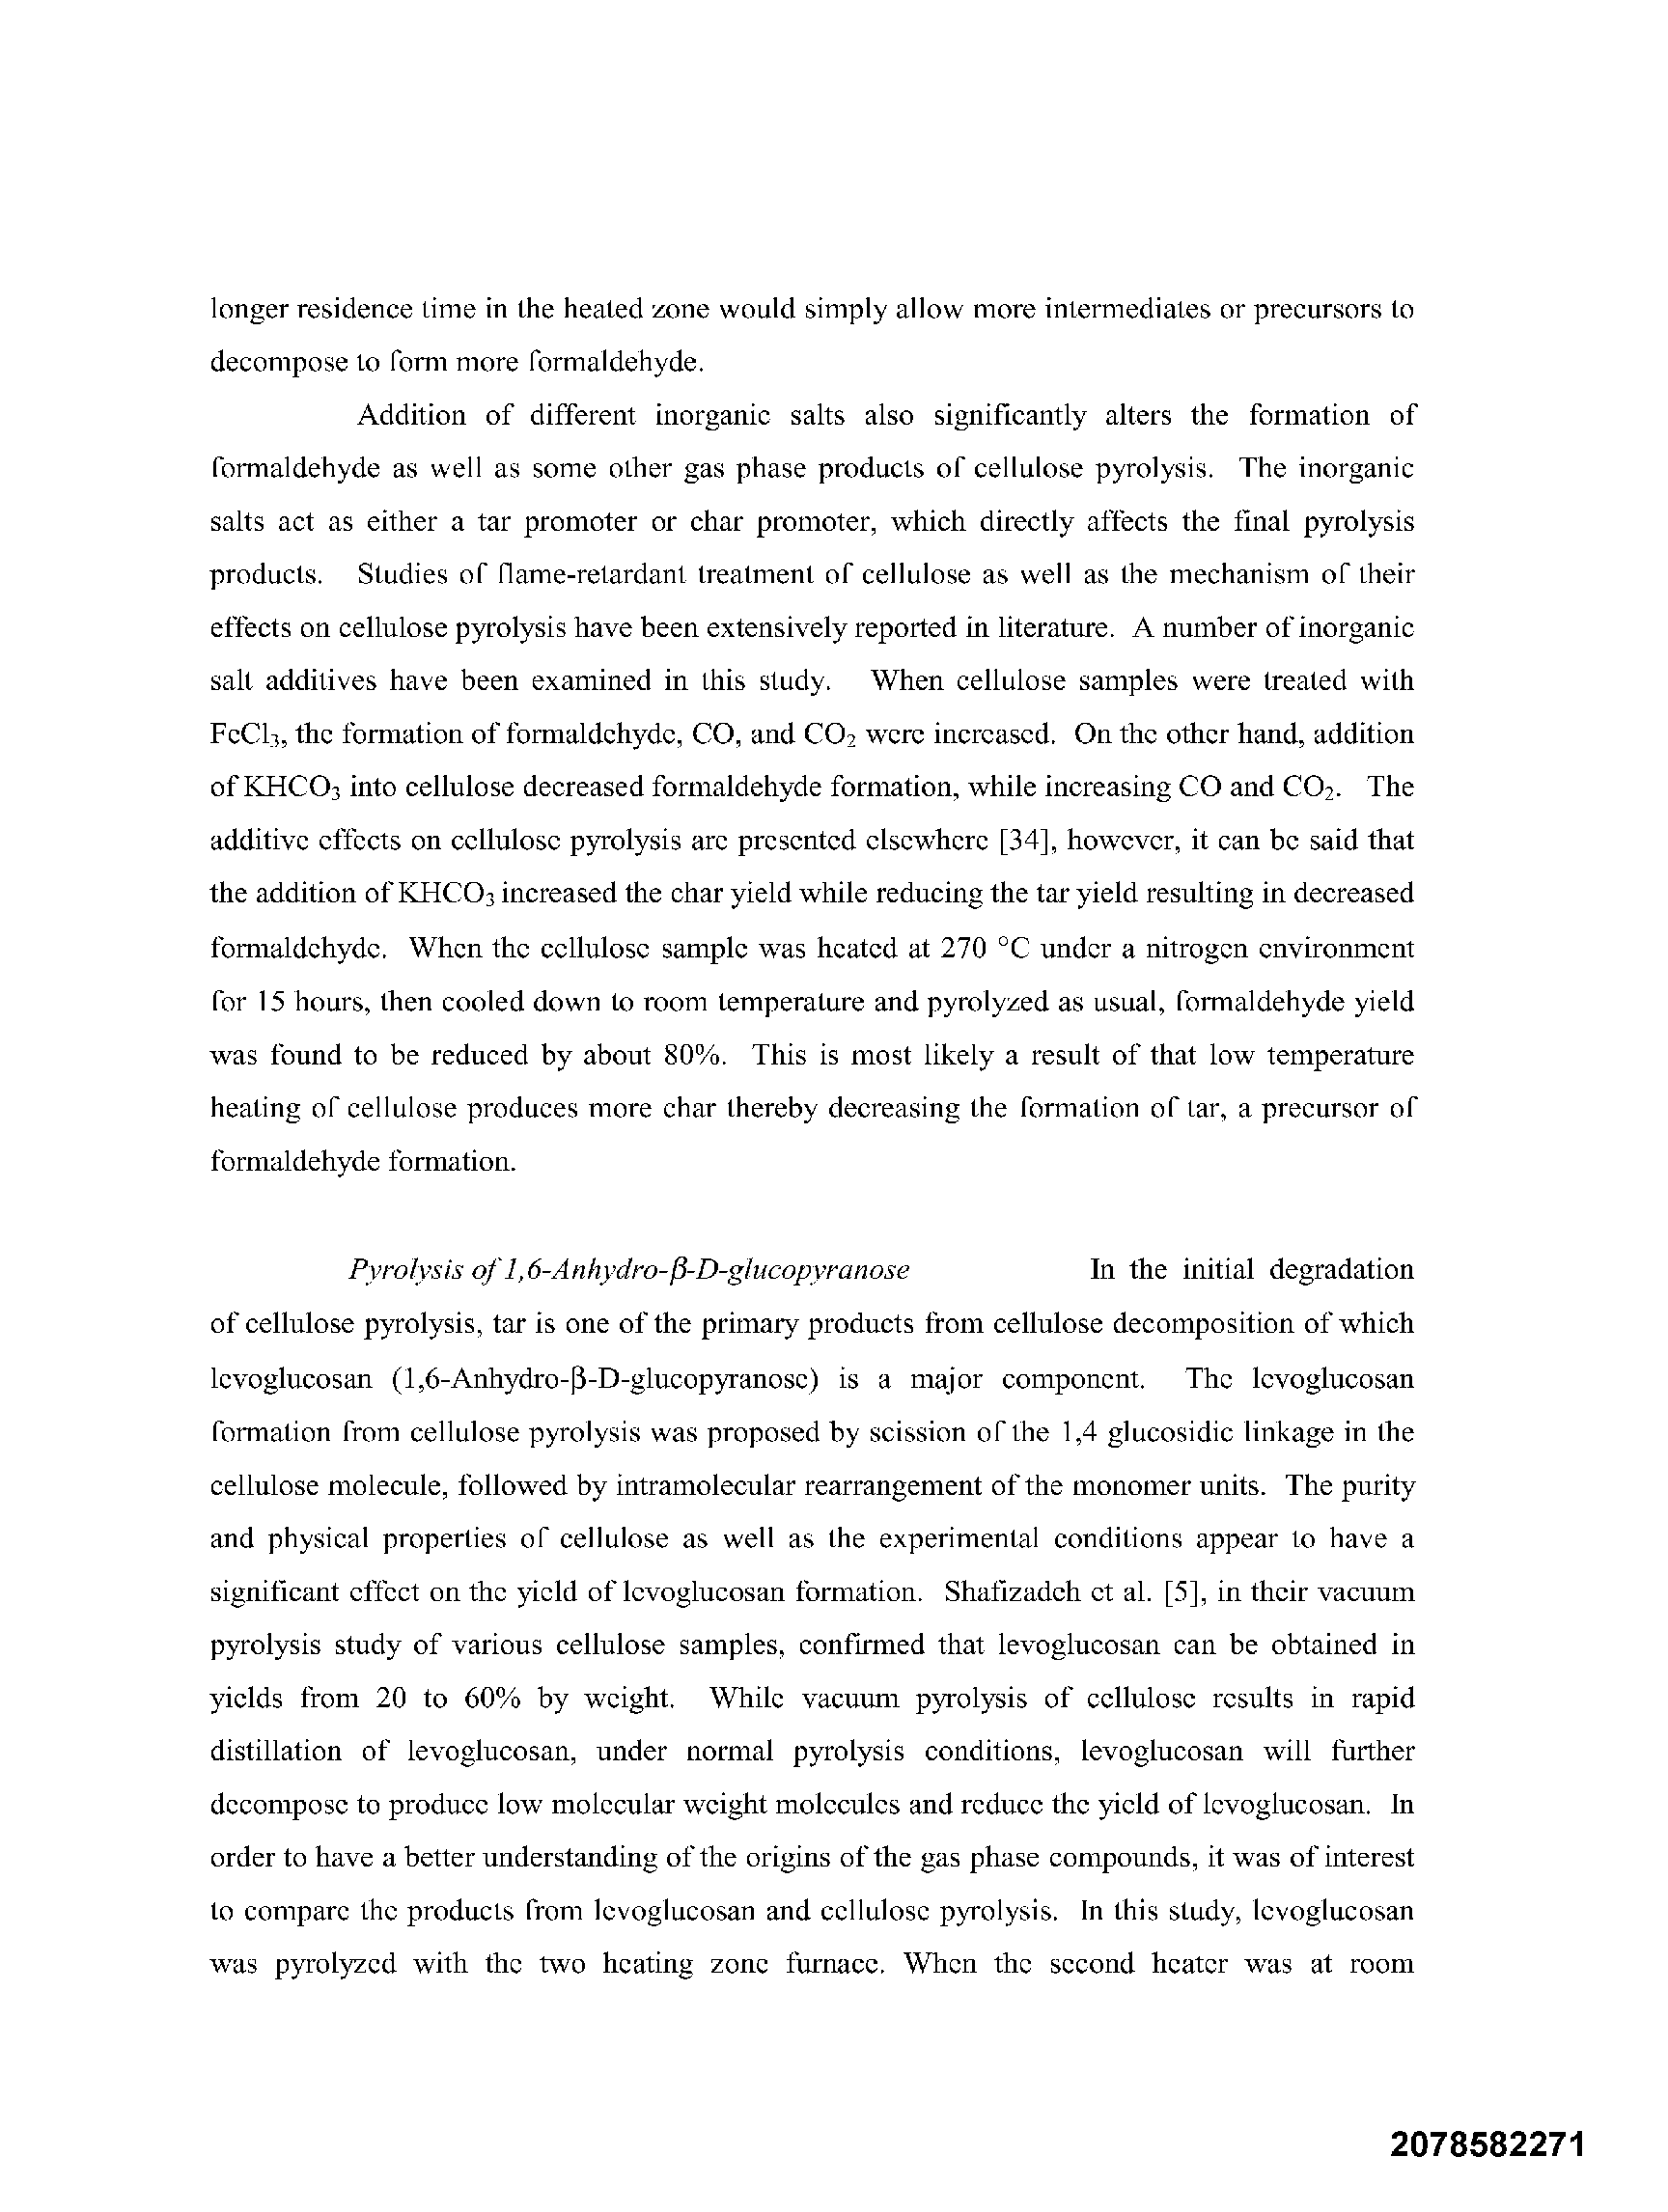 longer residence time in the heated zone would simply allow more intermediates or precursors to
decompose to form more formaldehyde.
Addition of different inorganic salts also significantly alters the formation of
formaldehyde as well as some other gas phase products of cellulose pyrolysis. The inorganic
salts act as either a tar promoter or char promoter, which directly affects the final pyrolysis
products. Studies of flame-retardant treatment of cellulose as well as the mechanism of their
effects on cellulose pyrolysis have been extensively reported in literature. A number of inorganic
salt additives have been examined in this study. When cellulose samples were treated with
FeCl₃, the formation of formaldehyde, CO, and CO₂ were increased. On the other hand, addition
of KHCO₃ into cellulose decreased formaldehyde formation, while increasing CO and CO₂. The
additive effects on cellulose pyrolysis are presented elsewhere [34], however, it can be said that
the addition of KHCO₃ increased the char yield while reducing the tar yield resulting in decreased
formaldehyde. When the cellulose sample was heated at 270 °C under a nitrogen environment
for 15 hours, then cooled down to room temperature and pyrolyzed as usual, formaldehyde yield
was found to be reduced by about 80%. This is most likely a result of that low temperature
heating of cellulose produces more char thereby decreasing the formation of tar, a precursor of
formaldehyde formation.
Pyrolysis of 1,6-Anhydro-β-D-glucopyranose In the initial degradation
of cellulose pyrolysis, tar is one of the primary products from cellulose decomposition of which
levoglucosan (1,6-Anhydro-β-D-glucopyranose) is a major component. The levoglucosan
formation from cellulose pyrolysis was proposed by scission of the 1,4 glucosidic linkage in the
cellulose molecule, followed by intramolecular rearrangement of the monomer units. The purity
and physical properties of cellulose as well as the experimental conditions appear to have a
significant effect on the yield of levoglucosan formation. Shafizadeh et al. [5], in their vacuum
pyrolysis study of various cellulose samples, confirmed that levoglucosan can be obtained in
yields from 20 to 60% by weight. While vacuum pyrolysis of cellulose results in rapid
distillation of levoglucosan, under normal pyrolysis conditions, levoglucosan will further
decompose to produce low molecular weight molecules and reduce the yield of levoglucosan. In
order to have a better understanding of the origins of the gas phase compounds, it was of interest
to compare the products from levoglucosan and cellulose pyrolysis. In this study, levoglucosan
was pyrolyzed with the two heating zone furnace. When the second heater was at room
2078582271